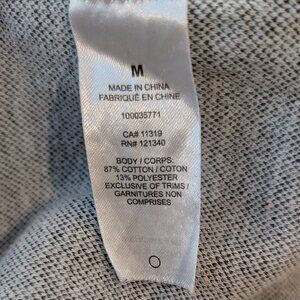 M
MADE IN CHINA
FABRIQUÉ EN CHINE
100035771
CA# 11319
RN# 121340
BODY / CORPS:
87% COTTON / COTON
13% POLYESTER
EXCLUSIVE OF TRIMS /
GARNITURES NON
COMPRISES